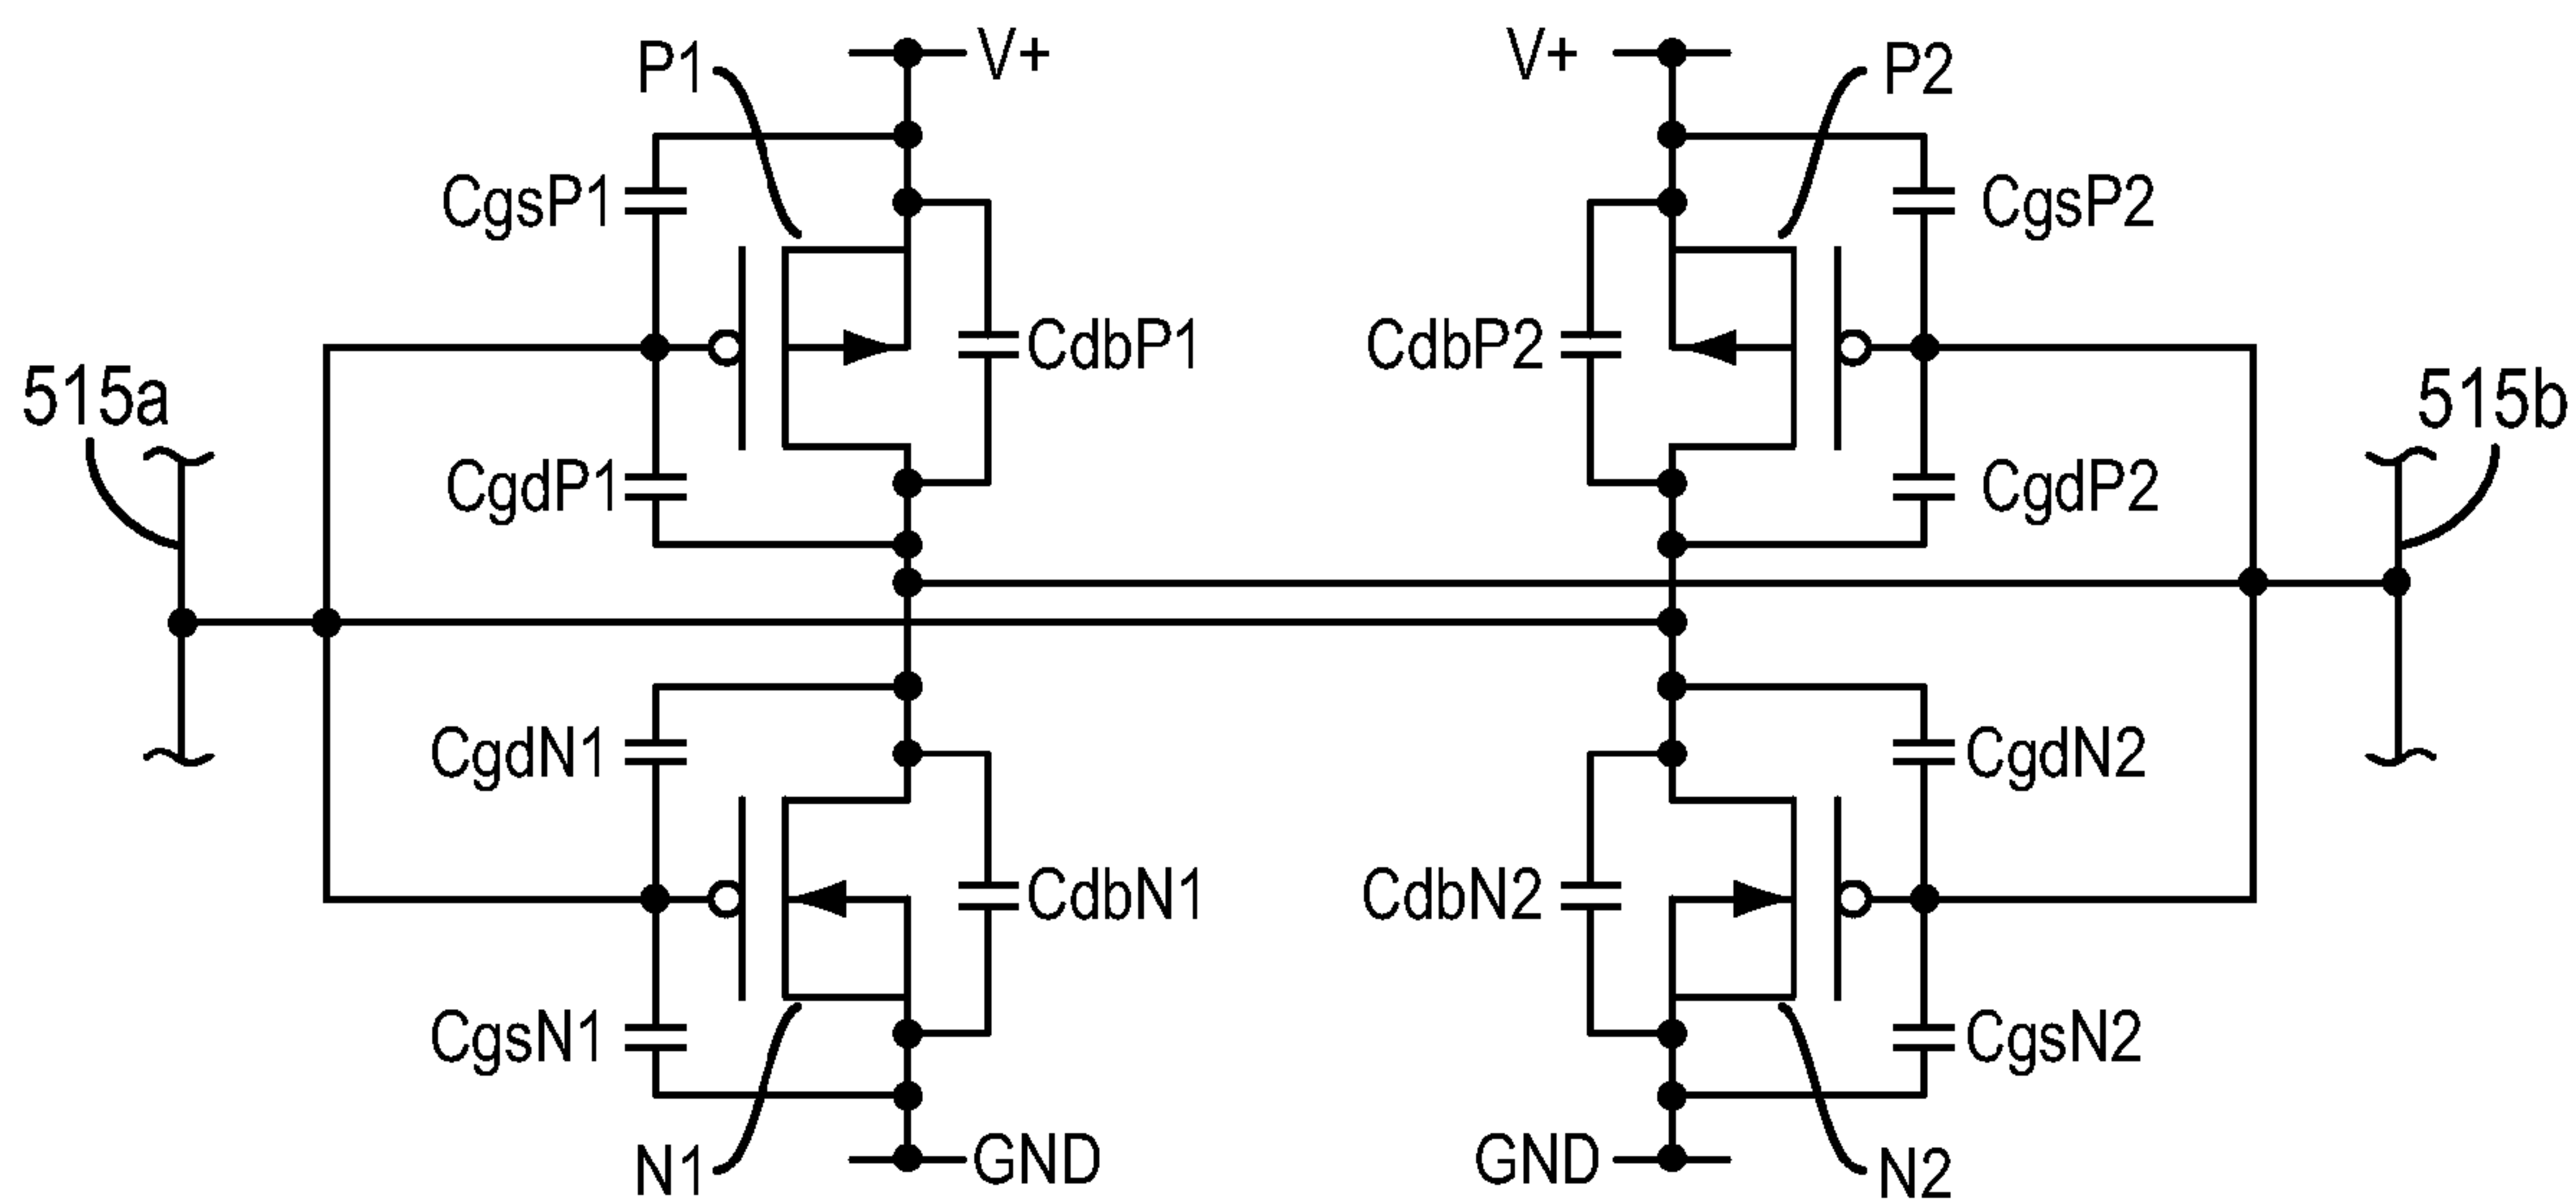 P1
V+
V+
P2
CgsP1
CgsP2
CdbP1
CdbP2
515a
515b
CgdP1
CgdP2
CgdN1
CgdN2
CdbN1
CdbN2
CgsN1
CgsN2
N1
GND
GND
N2